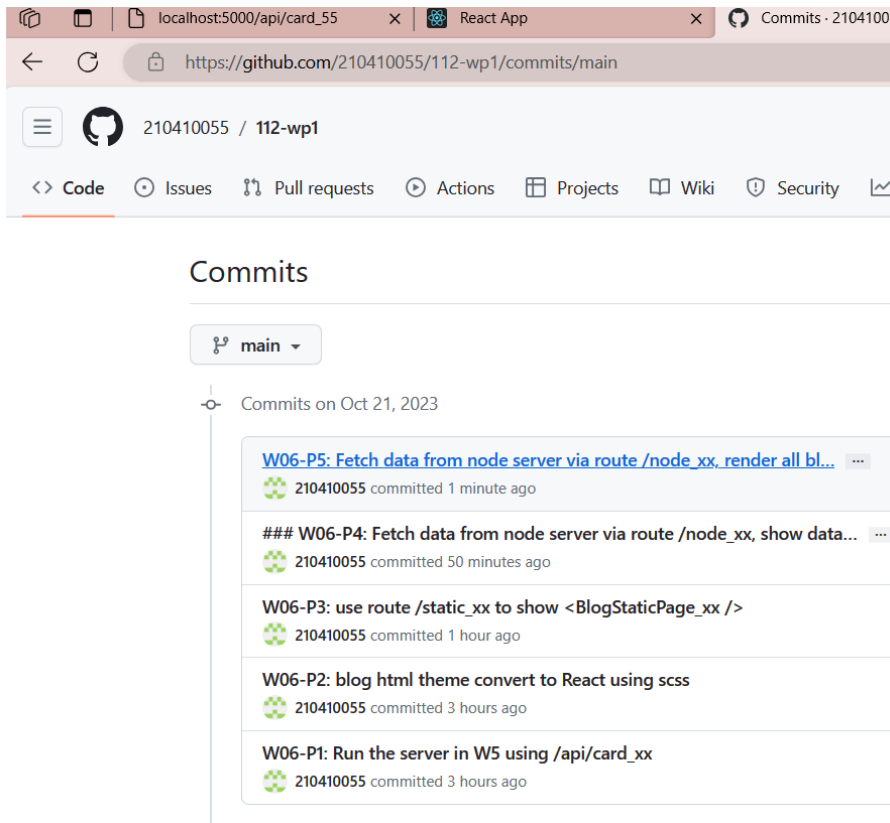 localhost:5000/api/card_55
React App
Commits · 2104100
https://github.com/210410055/112-wp1/commits/main
210410055 / 112-wp1
Code Issues Pull requests Actions Projects Wiki Security
Commits
main
Commits on Oct 21, 2023
W06-P5: Fetch data from node server via route /node_xx, render all bl...
210410055 committed 1 minute ago
### W06-P4: Fetch data from node server via route /node_xx, show data...
210410055 committed 50 minutes ago
W06-P3: use route /static_xx to show <BlogStaticPage_xx />
210410055 committed 1 hour ago
W06-P2: blog html theme convert to React using scss
210410055 committed 3 hours ago
W06-P1: Run the server in W5 using /api/card_xx
210410055 committed 3 hours ago